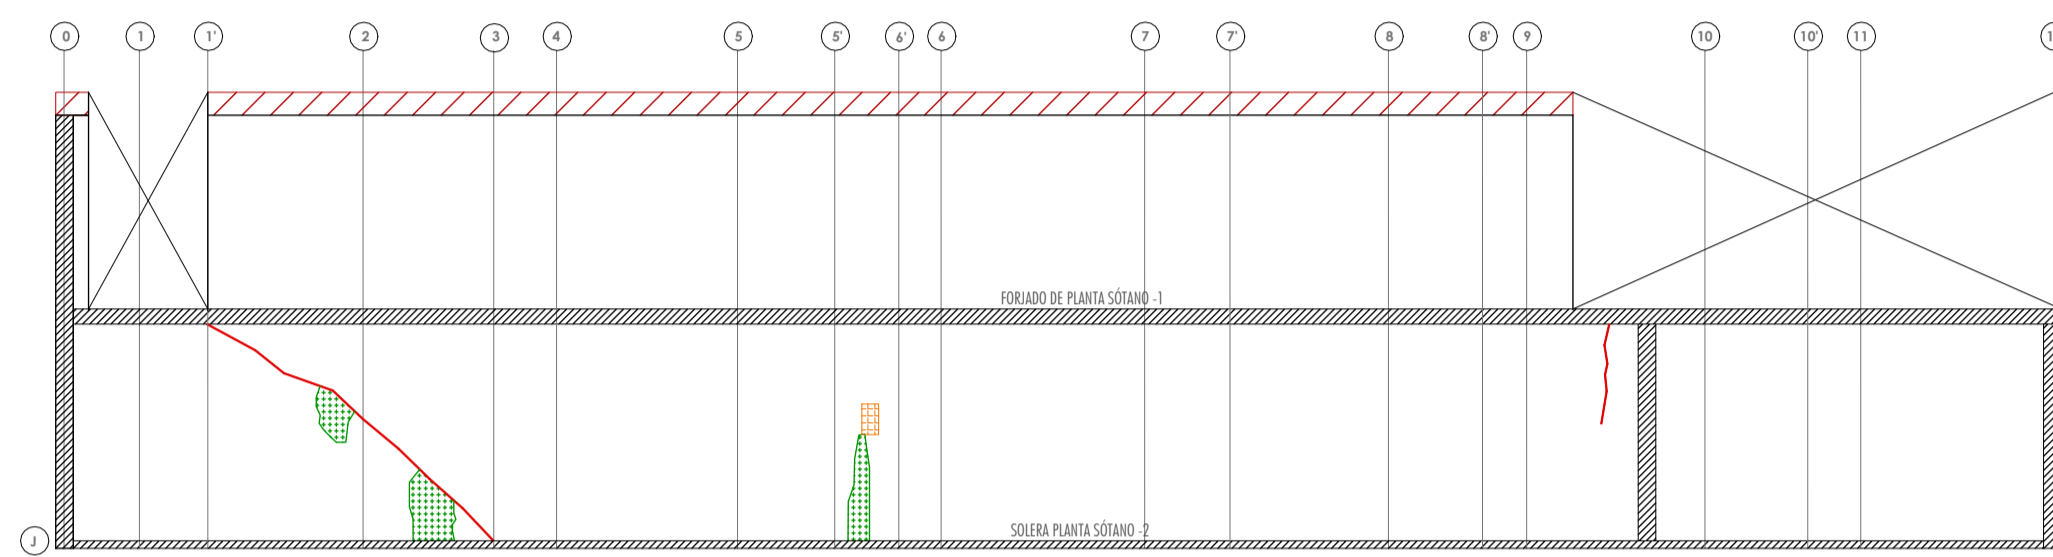 0 1 1' 2 3 4 5 5' 6' 6 7 7' 8 8' 9 10 10' 11
FORJADO DE PLANTA SÓTANO -1
SOLERA PLANTA SÓTANO -2
J